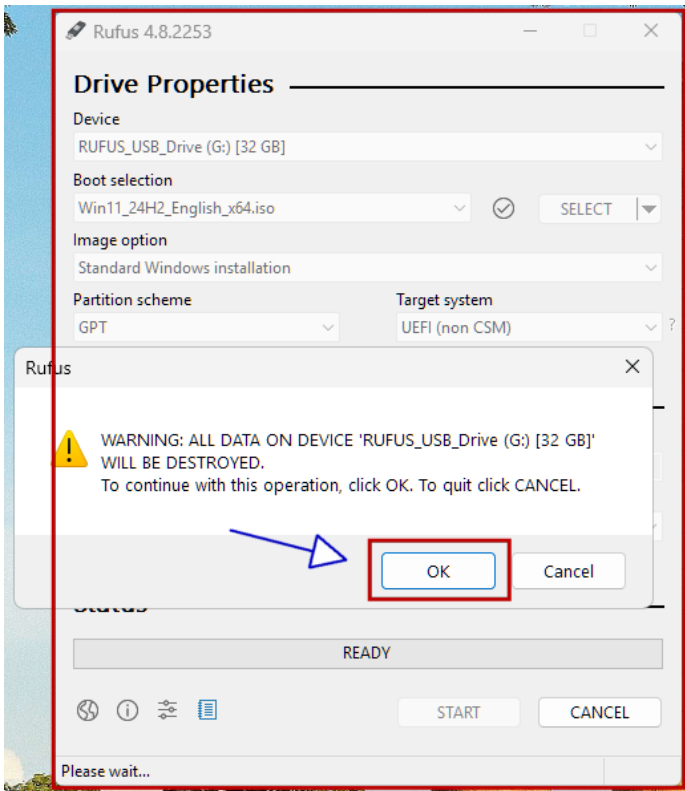 Rufus 4.8.2253
Drive Properties
Device
RUFUS_USB_Drive (G:) [32 GB]
Boot selection
Win11_24H2_English_x64.iso
SELECT
Image option
Standard Windows installation
Partition scheme
Target system
GPT
UEFI (non CSM)
?
Rufus
WARNING: ALL DATA ON DEVICE 'RUFUS_USB_Drive (G:) [32 GB]'
WILL BE DESTROYED.
To continue with this operation, click OK. To quit click CANCEL.
OK
Cancel
Status
READY
START
CANCEL
Please wait...